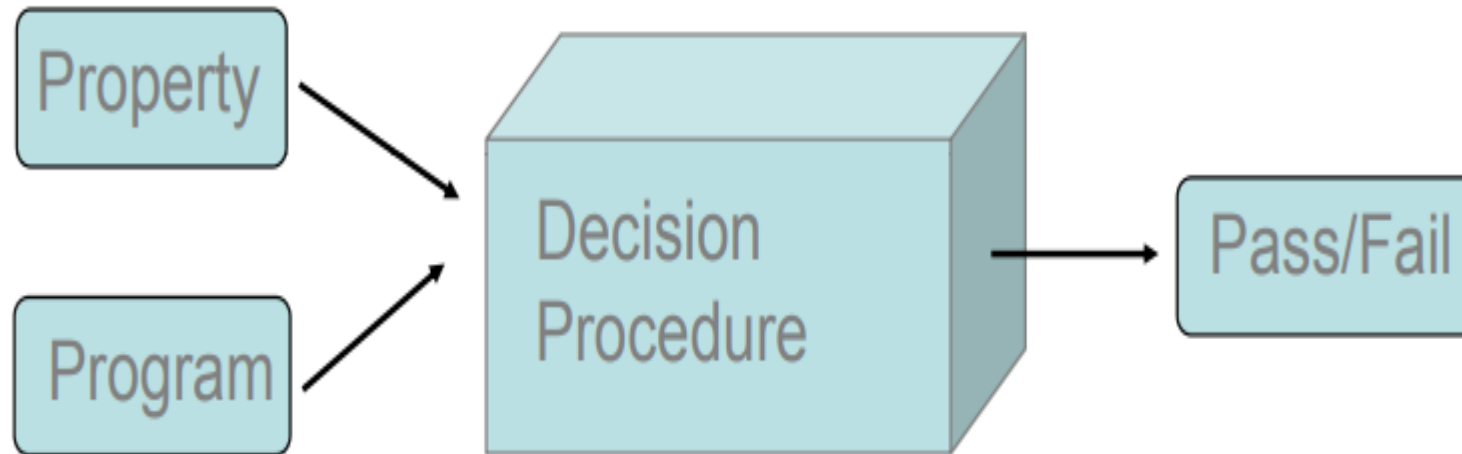 Property
Program
Decision
Procedure
Pass/Fail